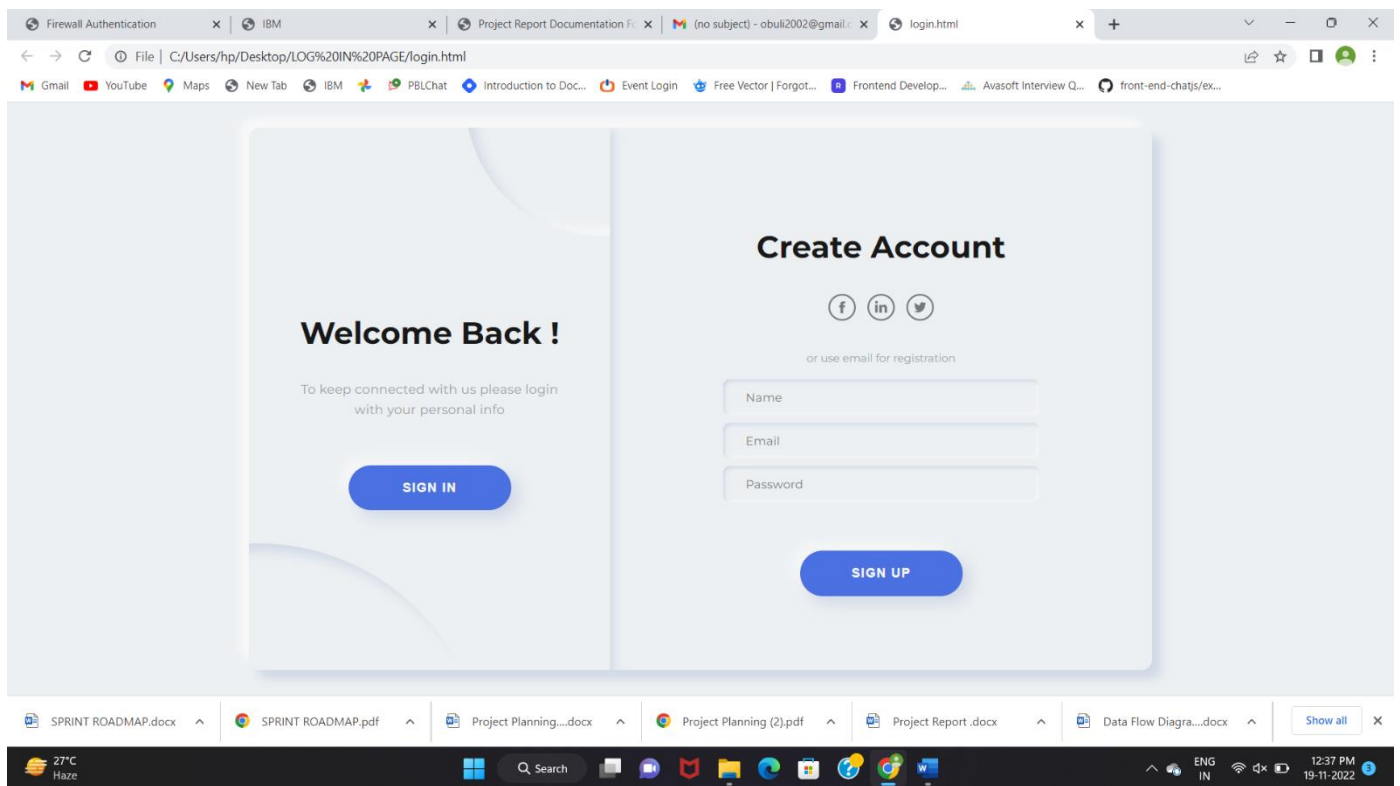 Firewall Authentication
IBM
Project Report Documentation Fo
(no subject) - obuli2002@gmail.c
login.html
File | C:/Users/hp/Desktop/LOG%20IN%20PAGE/login.html
Gmail
YouTube
Maps
New Tab
IBM
PBLChat
Introduction to Doc...
Event Login
Free Vector | Forgot...
Frontend Develop...
Avasoft Interview Q...
front-end-chatjs/ex...
Welcome Back !
To keep connected with us please login
with your personal info
SIGN IN
Create Account
f in
or use email for registration
Name
Email
Password
SIGN UP
SPRINT ROADMAP.docx
SPRINT ROADMAP.pdf
Project Planning....docx
Project Planning (2).pdf
Project Report .docx
Data Flow Diagra....docx
Show all
27°C
Haze
Search
ENG
IN
12:37 PM
19-11-2022
3